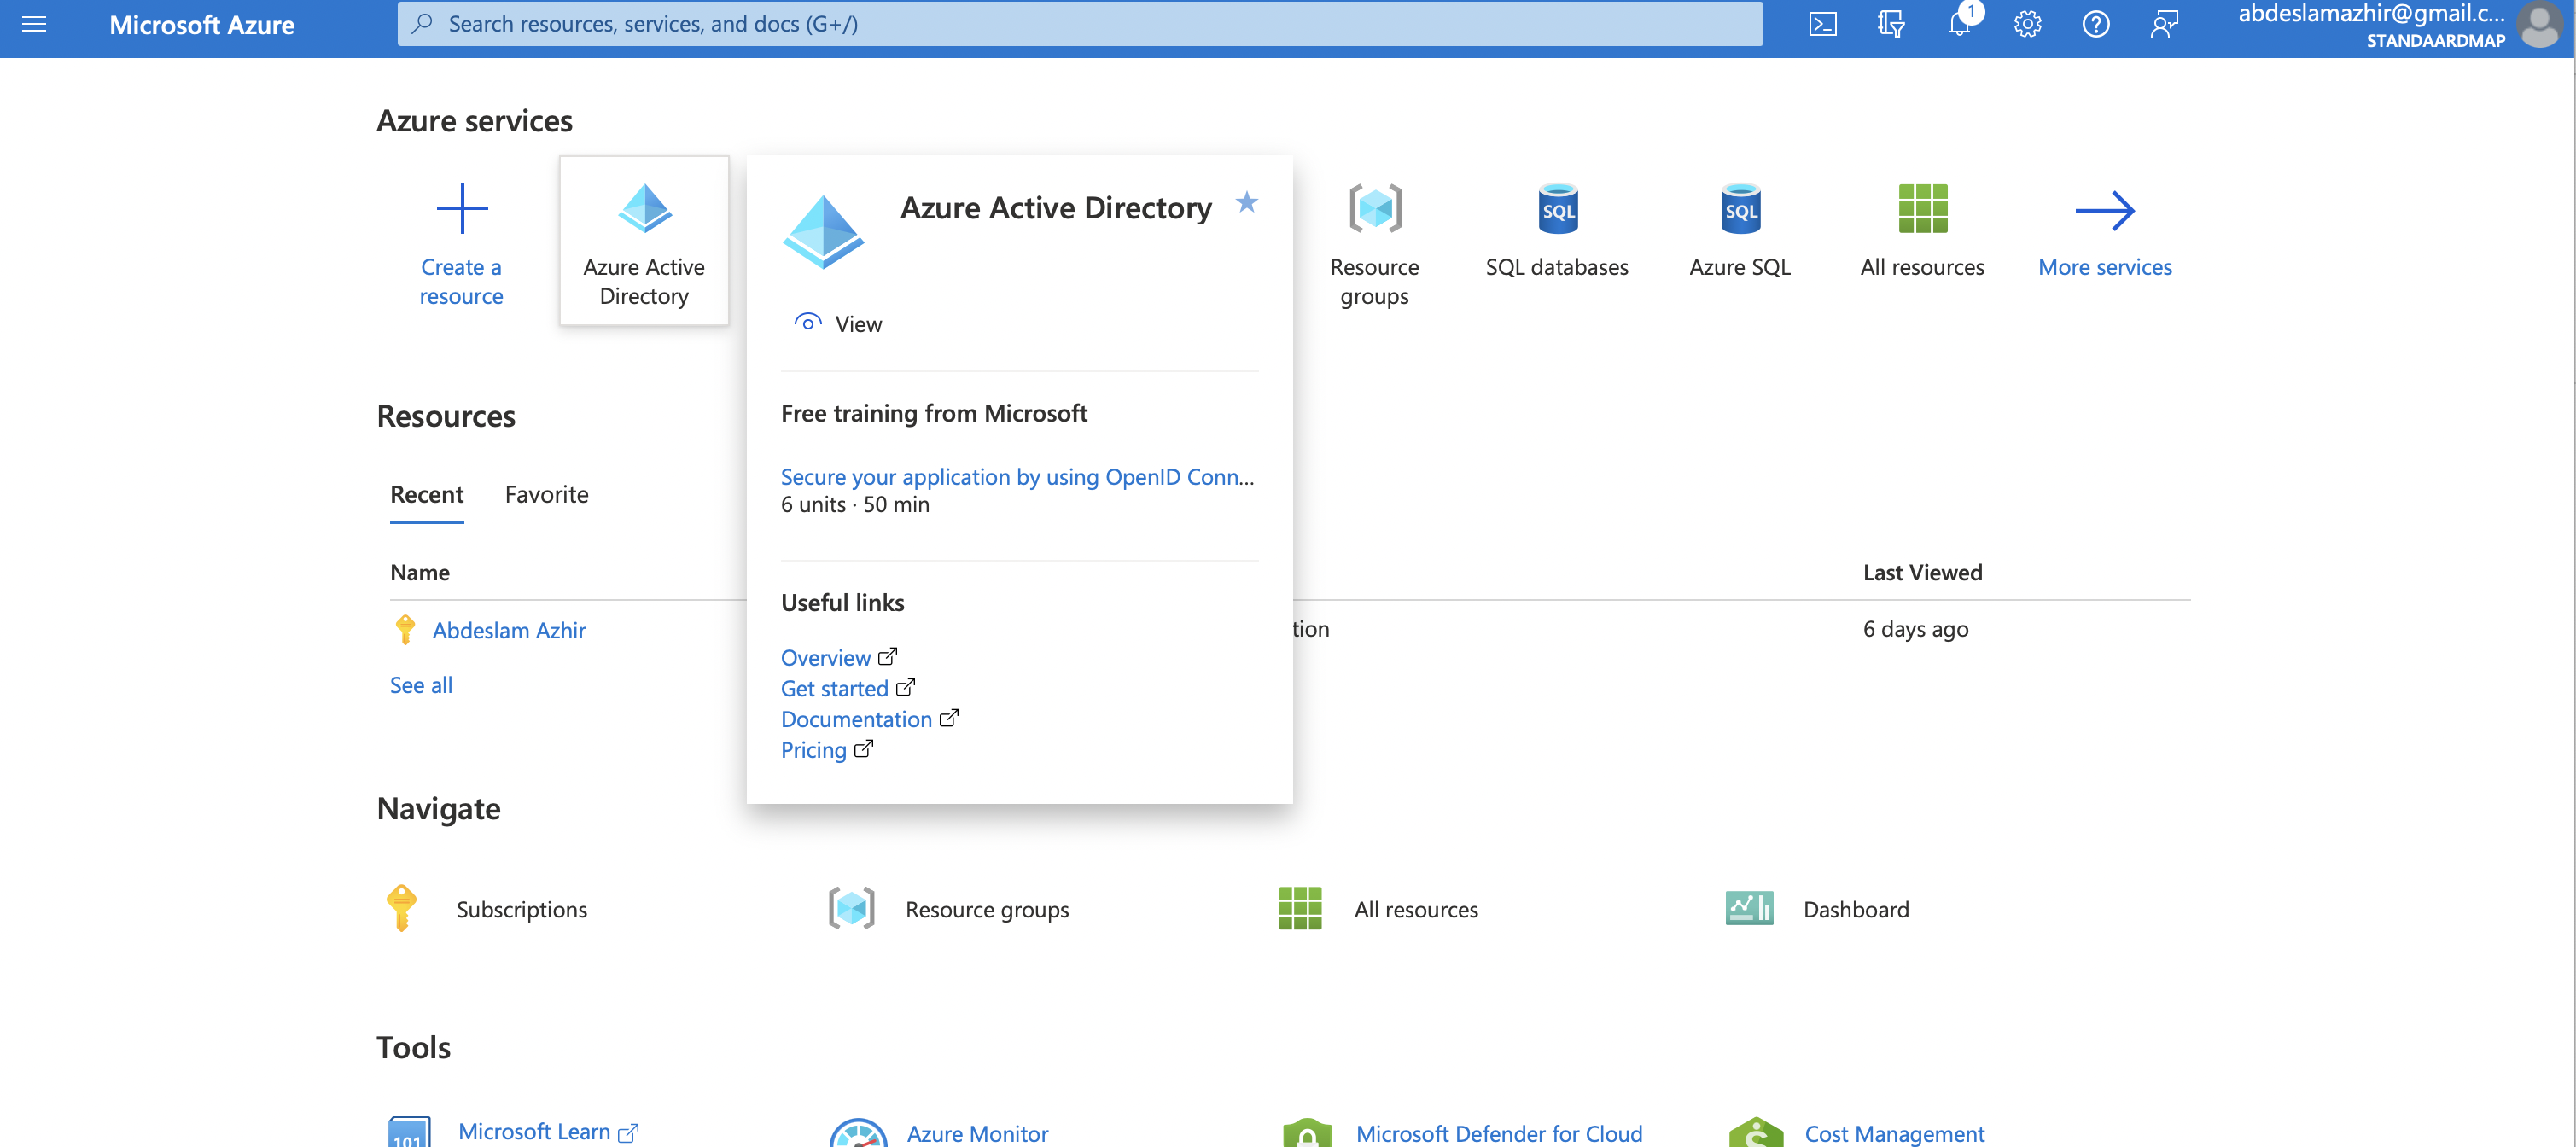 Microsoft Azure
Search resources, services, and docs (G+/)
1
abdeslamazhir@gmail.c...
STANDAARDMAP
Azure services
Create a
resource
Azure Active
Directory
Azure Active Directory
View
Free training from Microsoft
Secure your application by using OpenID Conn...
6 units · 50 min
Useful links
Overview
Get started
Documentation
Pricing
Resource
groups
SQL
SQL databases
SQL
Azure SQL
All resources
More services
Resources
Recent
Favorite
Name
Last Viewed
Abdeslam Azhir
tion
6 days ago
See all
Navigate
Subscriptions
Resource groups
All resources
Dashboard
Tools
101
Microsoft Learn
Azure Monitor
Microsoft Defender for Cloud
Cost Management